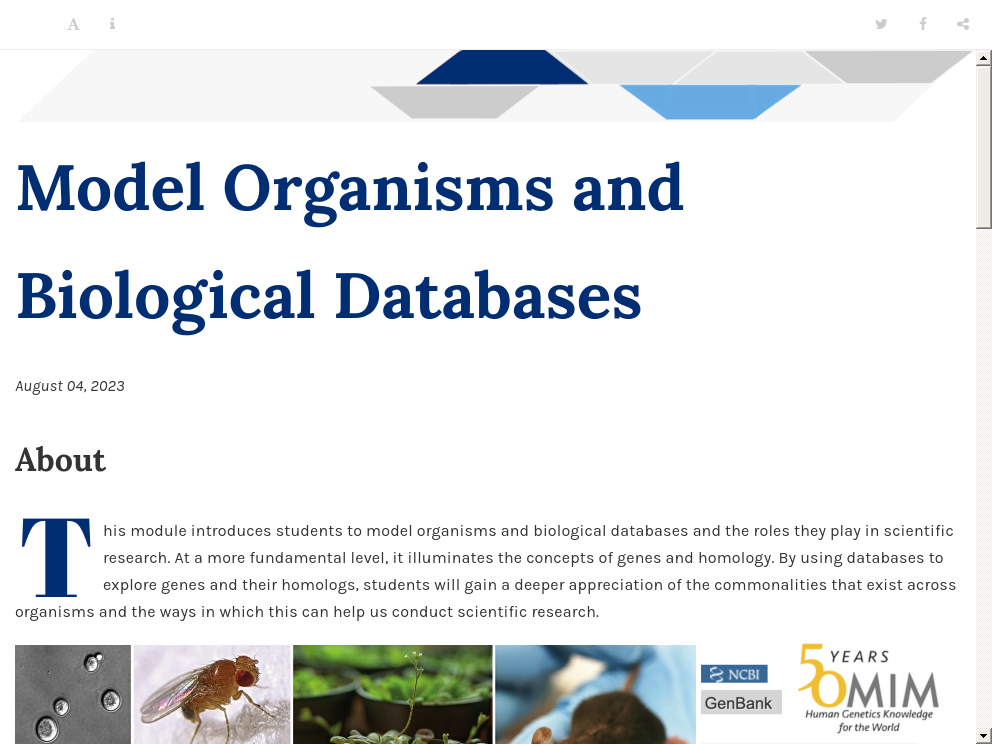 A
Model Organisms and
Biological Databases
August 04, 2023
About
This module introduces students to model organisms and biological databases and the roles they play in scientific
research. At a more fundamental level, it illuminates the concepts of genes and homology. By using databases to
explore genes and their homologs, students will gain a deeper appreciation of the commonalities that exist across
organisms and the ways in which this can help us conduct scientific research.
NCBI
GenBank
50 YEARS
OMIM
Human Genetics Knowledge
for the World